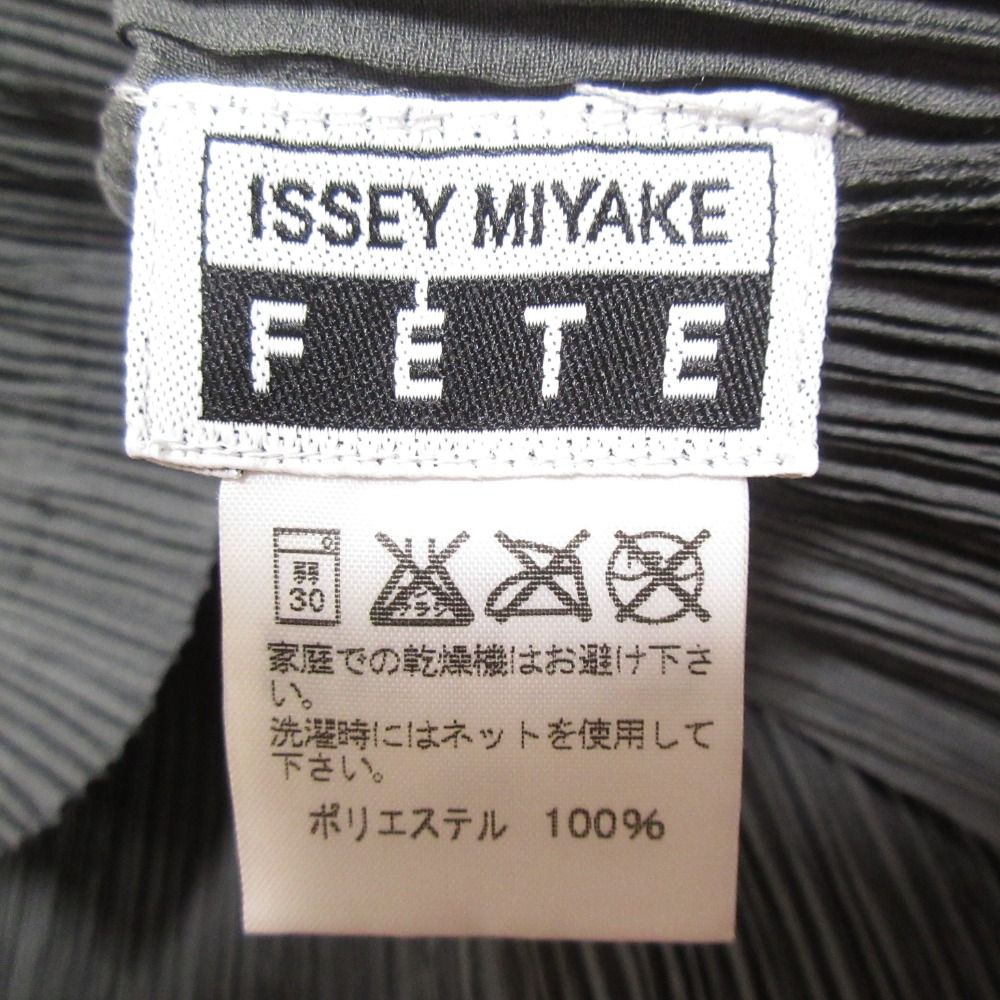 ISSEY MIYAKE
FÊTE
弱
30
家庭での乾燥機はお避け下さ
い。
洗濯時にはネットを使用して
下さい。
ポリエステル 100%